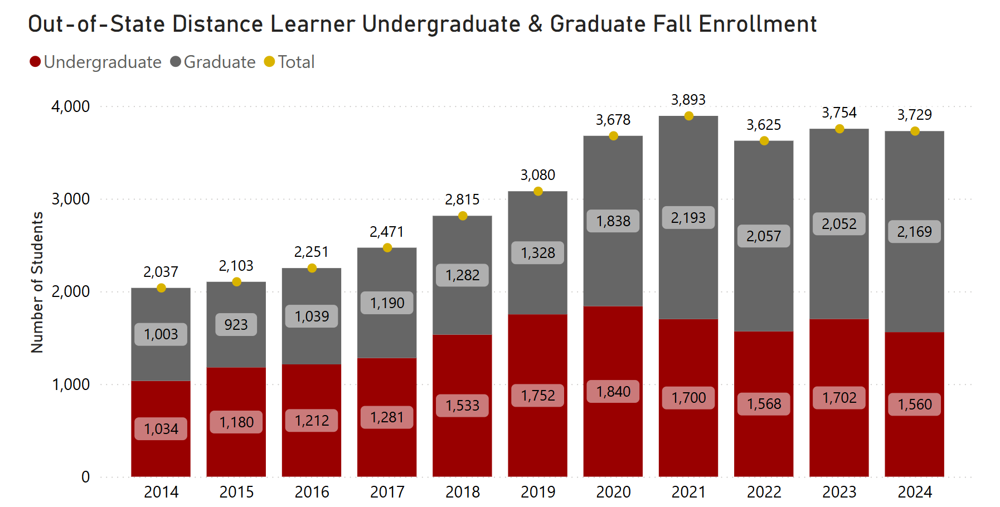 Out-of-State Distance Learner Undergraduate & Graduate Fall Enrollment
Undergraduate Graduate Total
Number of Students
4,000
3,000
2,000
1,000
0
2,037 2,103 2,251 2,471 2,815 3,080 3,678 3,893 3,625 3,754 3,729
1,003 923 1,039 1,190 1,282 1,328 1,838 2,193 2,057 2,052 2,169
1,034 1,180 1,212 1,281 1,533 1,752 1,840 1,700 1,568 1,702 1,560
2014 2015 2016 2017 2018 2019 2020 2021 2022 2023 2024